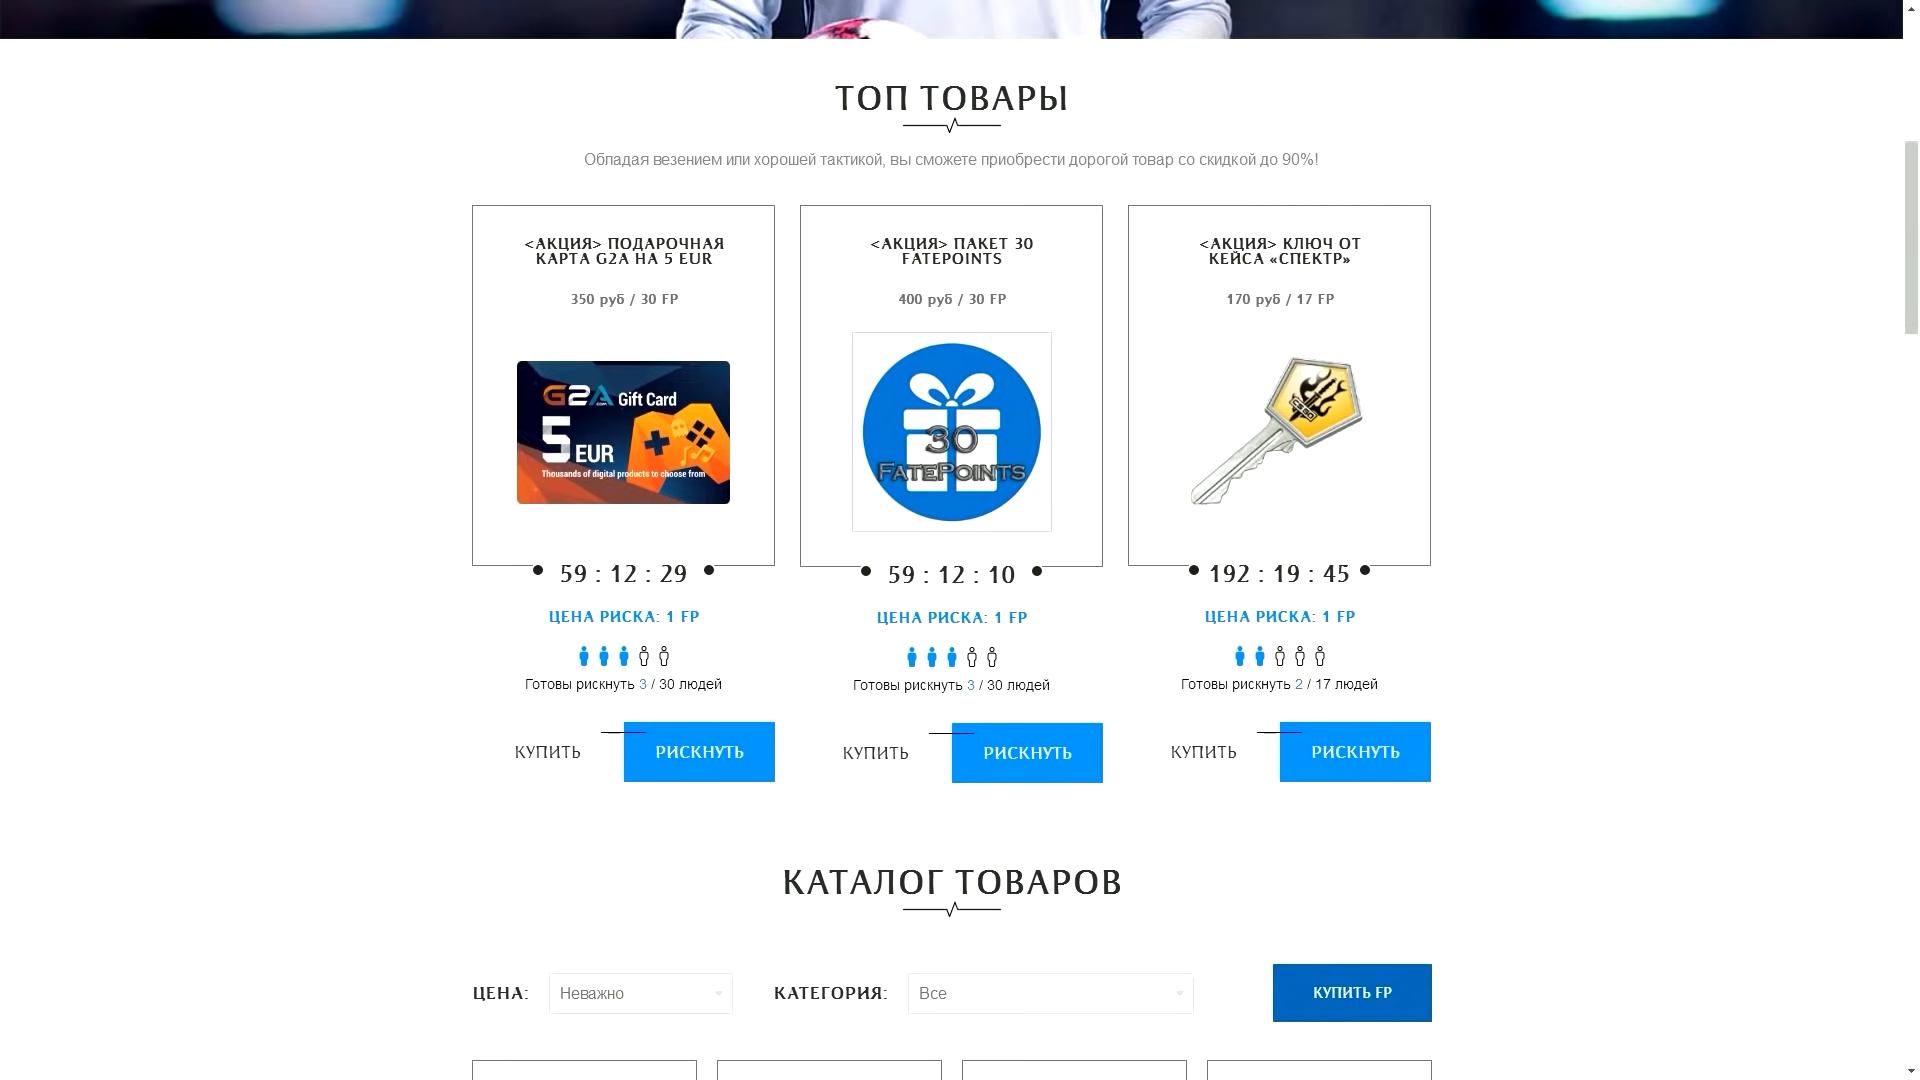 ТОП ТОВАРЫ
Обладая везением или хорошей тактикой, вы сможете приобрести дорогой товар со скидкой до 90%!
<АКЦИЯ> ПОДАРОЧНАЯ
КАРТА G2A НА 5 EUR
350 руб / 30 FP
G2A.COM Gift Card
5 EUR
Thousands of digital products to choose from
59 : 12 : 29
ЦЕНА РИСКА: 1 FP
Готовы рискнуть 3 / 30 людей
КУПИТЬ
РИСКНУТЬ
<АКЦИЯ> ПАКЕТ 30
FATEPOINTS
400 руб / 30 FP
30
FATEPOINTS
59 : 12 : 10
ЦЕНА РИСКА: 1 FP
Готовы рискнуть 3 / 30 людей
КУПИТЬ
РИСКНУТЬ
<АКЦИЯ> КЛЮЧ ОТ
КЕЙСА «СПЕКТР»
170 руб / 17 FP
CS:GO
192 : 19 : 45
ЦЕНА РИСКА: 1 FP
Готовы рискнуть 2 / 17 людей
КУПИТЬ
РИСКНУТЬ
КАТАЛОГ ТОВАРОВ
ЦЕНА: Неважно КАТЕГОРИЯ: Все КУПИТЬ FP